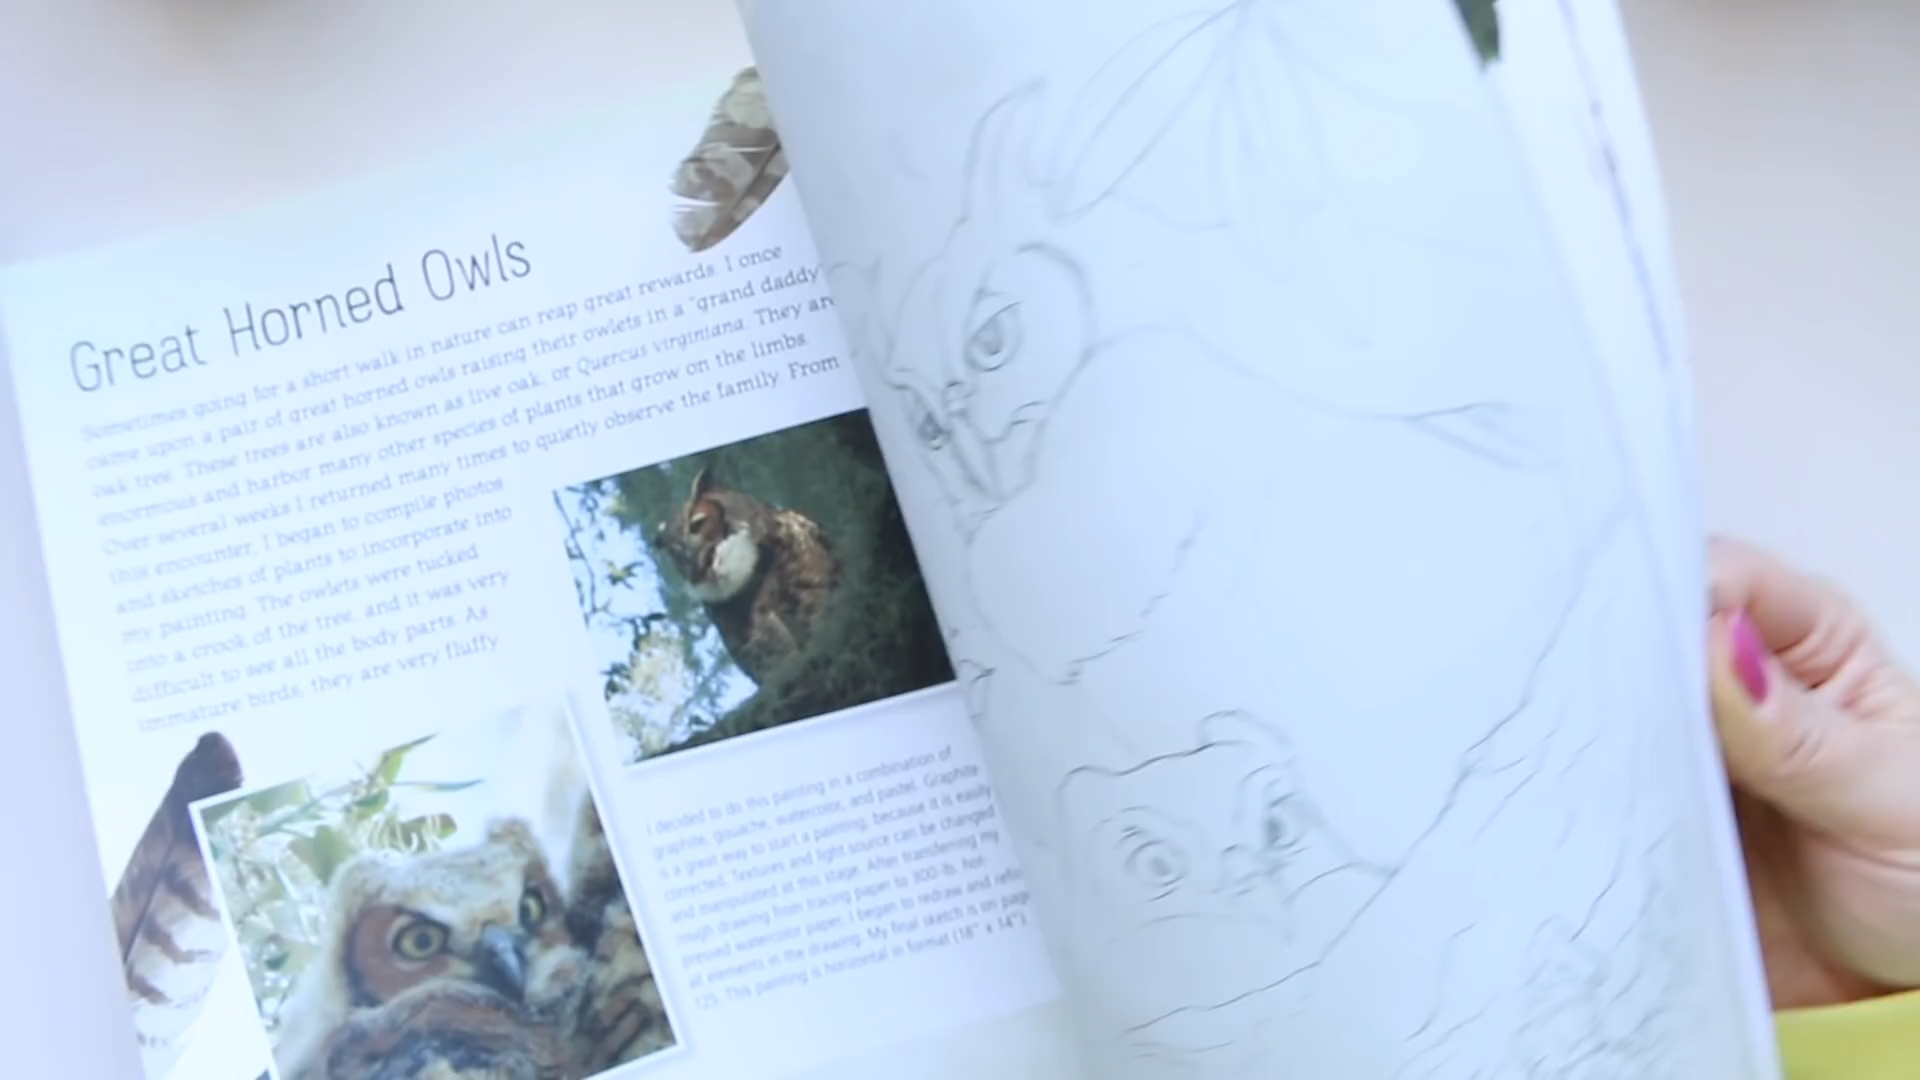 Great Horned Owls
Sometimes going for a short walk in nature can reap great rewards. I once
came upon a pair of great horned owls raising their owlets in a "grand daddy"
oak tree. These trees are also known as live oak, or Quercus virginiana. They are
enormous and harbor many other species of plants that grow on the limbs.
Over several weeks I returned many times to quietly observe the family. From
this encounter, I began to compile photos
and sketches of plants to incorporate into
my painting. The owlets were tucked
into a crook of the tree, and it was very
difficult to see all the body parts. As
immature birds, they are very fluffy
I decided to do this painting in a combination of
graphite, gouache, watercolor, and pastel. Graphite
is a great way to start a painting, because it is easily
corrected. Textures and light source can be changed
and manipulated at this stage. After transferring my
rough drawing from tracing paper to 300-lb. hot-
pressed watercolor paper, I began to redraw and
all elements in the drawing. My final sketch is on page
125. This painting is horizontal in format (18" x 14").